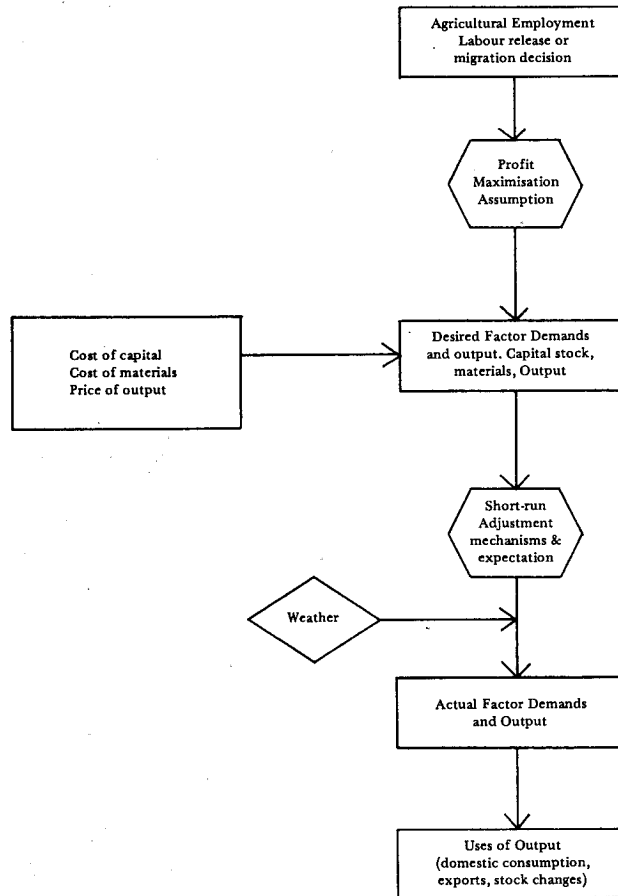 Agricultural Employment
Labour release or
migration decision
Profit
Maximisation
Assumption
Cost of capital
Cost of materials
Price of output
Desired Factor Demands
and output. Capital stock,
materials, Output
Short-run
Adjustment
mechanisms &
expectation
Weather
Actual Factor Demands
and Output
Uses of Output
(domestic consumption,
exports, stock changes)